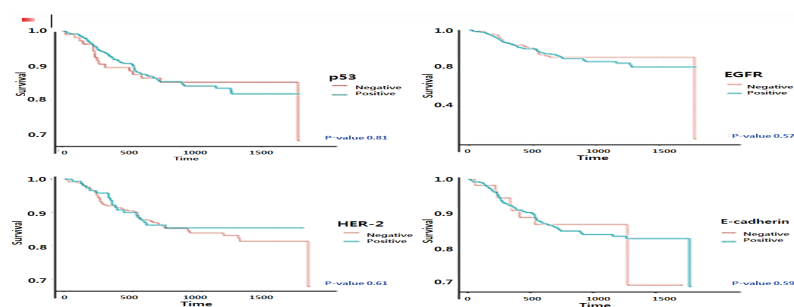 1.0
0.9
0.8
0.7
Survival
0
500
1000
1500
Time
p53
Negative
Positive
P-value 0.81
1.0
0.8
0.4
Survival
0
500
1000
1500
Time
EGFR
Negative
Positive
P-value 0.57
1.0
0.9
0.8
0.7
Survival
0
500
1000
1500
Time
HER-2
Negative
Positive
P-value 0.61
1.0
0.9
0.8
0.7
Survival
0
500
1000
1500
Time
E-cadherin
Negative
Positive
P-value 0.59